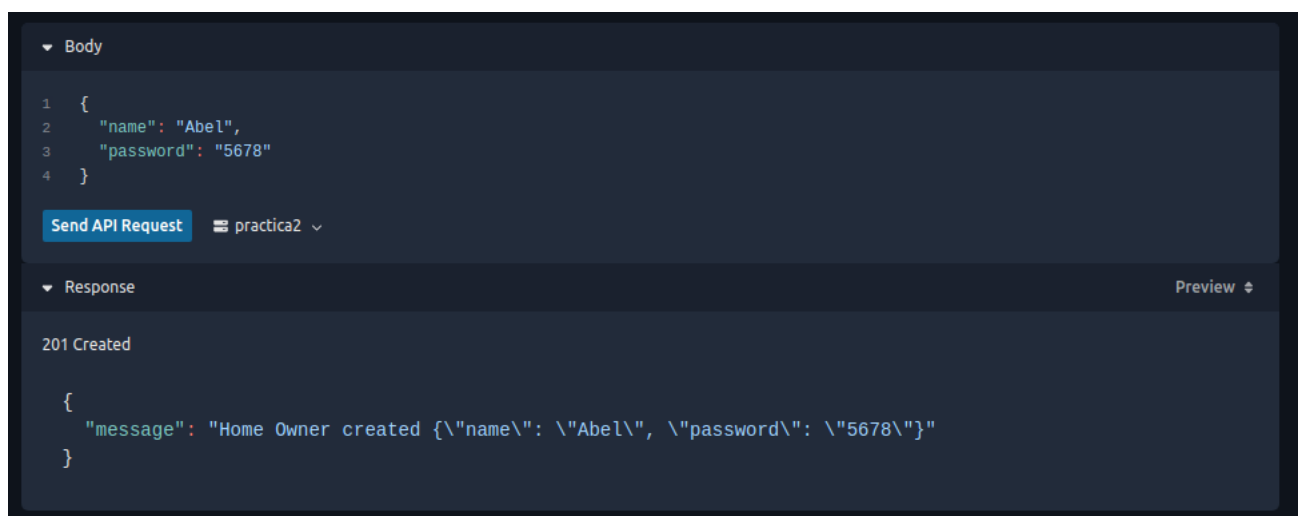 Body
1 {
2 "name": "Abel",
3 "password": "5678"
4 }
Send API Request practica2
Response Preview
201 Created
{
"message": "Home Owner created {\"name\": \"Abel\", \"password\": \"5678\"}"
}